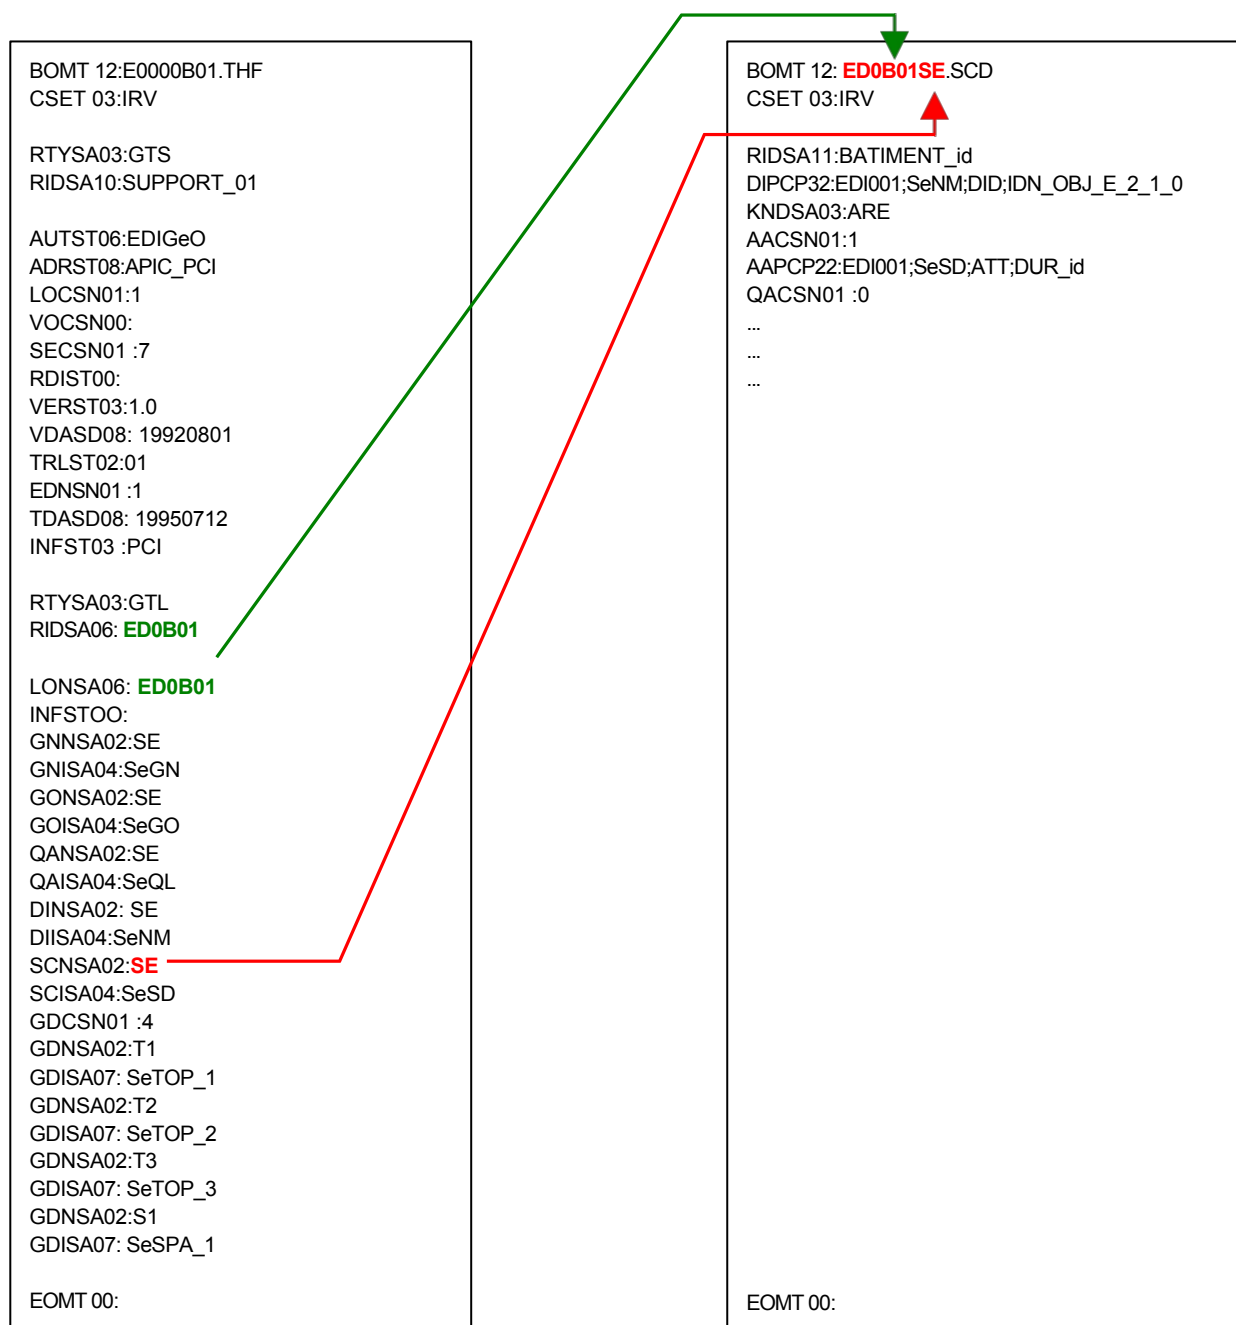 BOMT 12:E0000B01.THF
CSET 03:IRV
RTYSA03:GTS
RIDSA10:SUPPORT_01
AUTST06:EDIGeO
ADRST08:APIC_PCI
LOCSN01:1
VOCSN00:
SECSN01 :7
RDIST00:
VERST03:1.0
VDASD08: 19920801
TRLST02:01
EDNSN01 :1
TDASD08: 19950712
INFST03 :PCI
RTYSA03:GTL
RIDSA06: ED0B01
LONSA06: ED0B01
INFSTOO:
GNNSA02:SE
GNISA04:SeGN
GONSA02:SE
GOISA04:SeGO
QANSA02:SE
QAISA04:SeQL
DINSA02: SE
DIISA04:SeNM
SCNSA02:SE
SCISA04:SeSD
GDCSN01 :4
GDNSA02:T1
GDISA07: SeTOP_1
GDNSA02:T2
GDISA07: SeTOP_2
GDNSA02:T3
GDISA07: SeTOP_3
GDNSA02:S1
GDISA07: SeSPA_1
EOMT 00:
BOMT 12: ED0B01SE.SCD
CSET 03:IRV
RIDSA11:BATIMENT_id
DIPCP32:EDI001;SeNM;DID;IDN_OBJ_E_2_1_0
KNDSA03:ARE
AACSN01:1
AAPCP22:EDI001;SeSD;ATT;DUR_id
QACSN01 :0
...
...
...
EOMT 00: